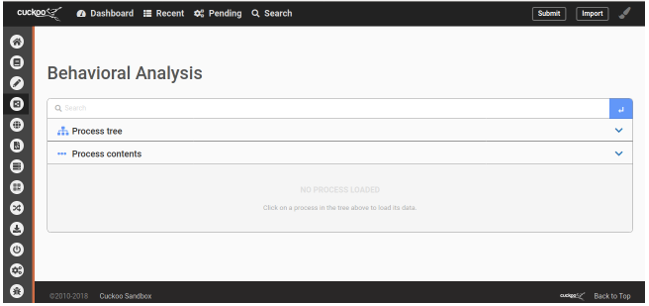 cuckoo Dashboard Recent Pending Search Submit Import
Behavioral Analysis
Search
Process tree
Process contents
NO PROCESS LOADED
Click on a process in the tree above to load its data.
©2010-2018 Cuckoo Sandbox cuckoo Back to Top